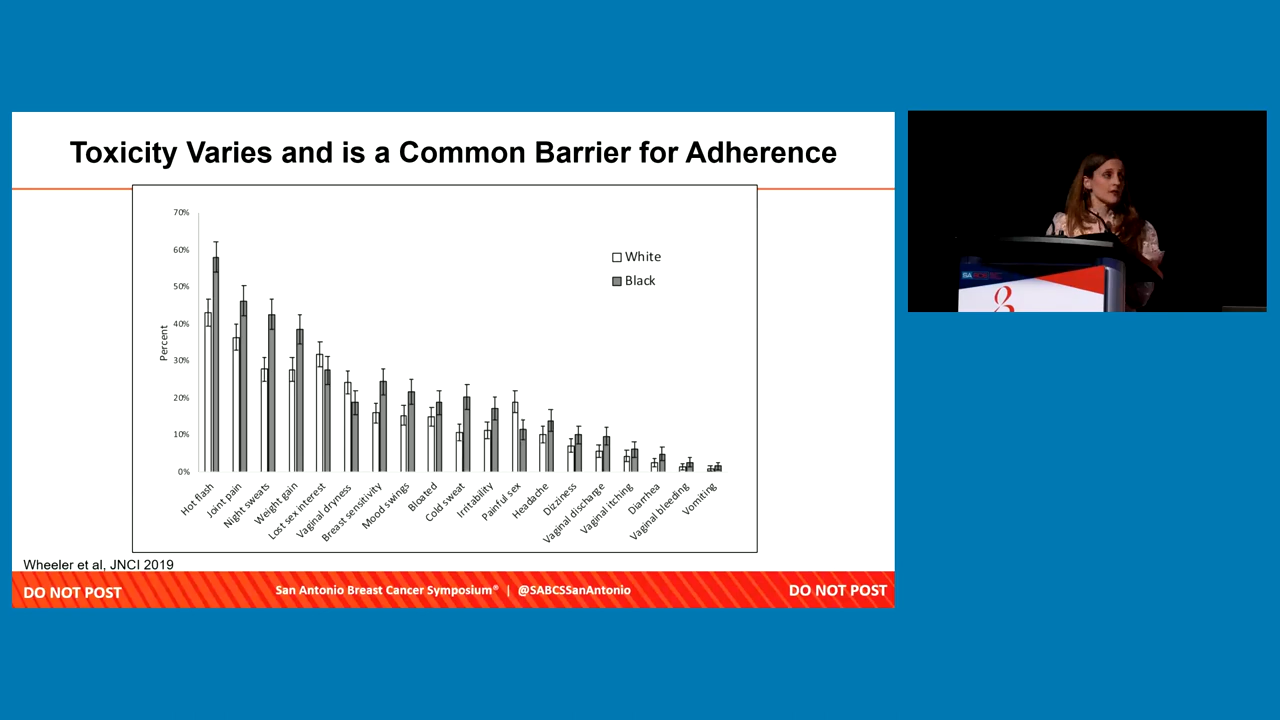 Toxicity Varies and is a Common Barrier for Adherence
70%
60%
50%
40%
30%
20%
10%
0%
Percent
White
Black
Hot flash
Joint pain
Night sweats
Weight gain
Lost sex interest
Vaginal dryness
Breast sensitivity
Mood swings
Bloated
Cold sweat
Irritability
Painful sex
Headache
Dizziness
Vaginal discharge
Vaginal itching
Diarrhea
Vaginal bleeding
Vomiting
Wheeler et al, JNCI 2019
DO NOT POST
San Antonio Breast Cancer Symposium® | @SABCSSanAntonio
DO NOT POST